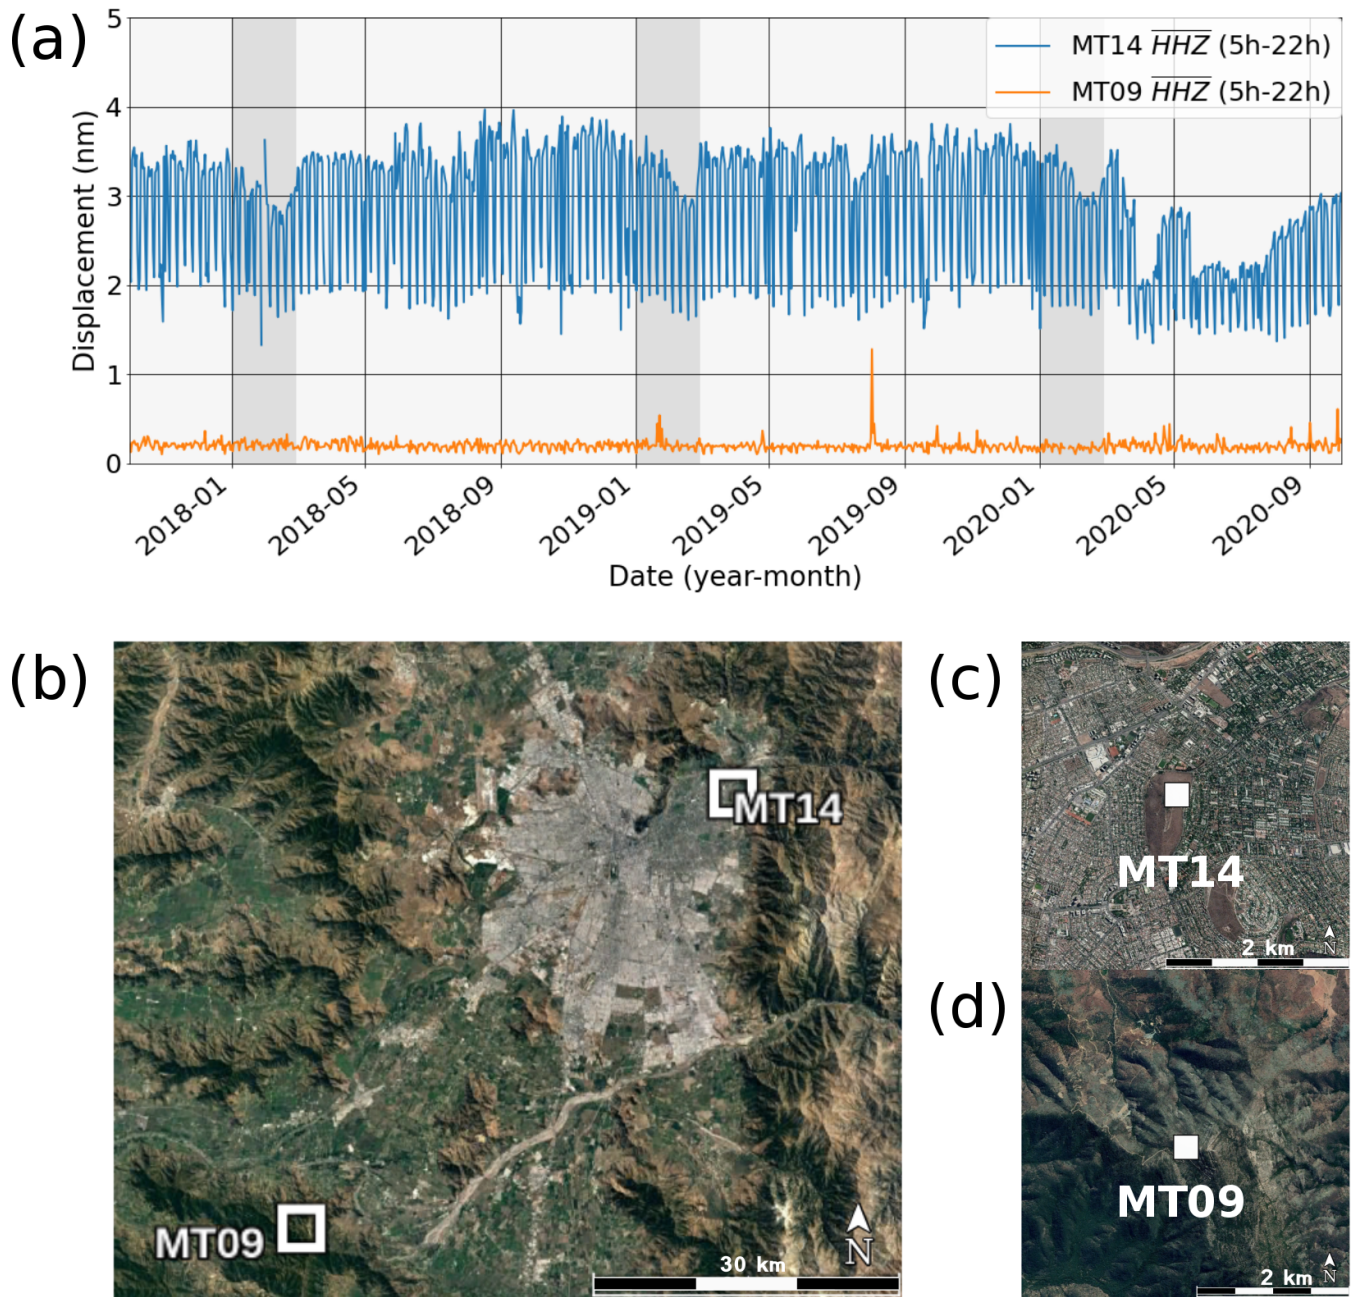 (a)
5
4
3
2
1
0
Displacement (nm)
MT14 HHZ (5h-22h)
MT09 HHZ (5h-22h)
2018-01
2018-05
2018-09
2019-01
2019-05
2019-09
2020-01
2020-05
2020-09
Date (year-month)
(b)
MT14
MT09
N
30 km
(c)
MT14
2 km
N
(d)
MT09
2 km
N